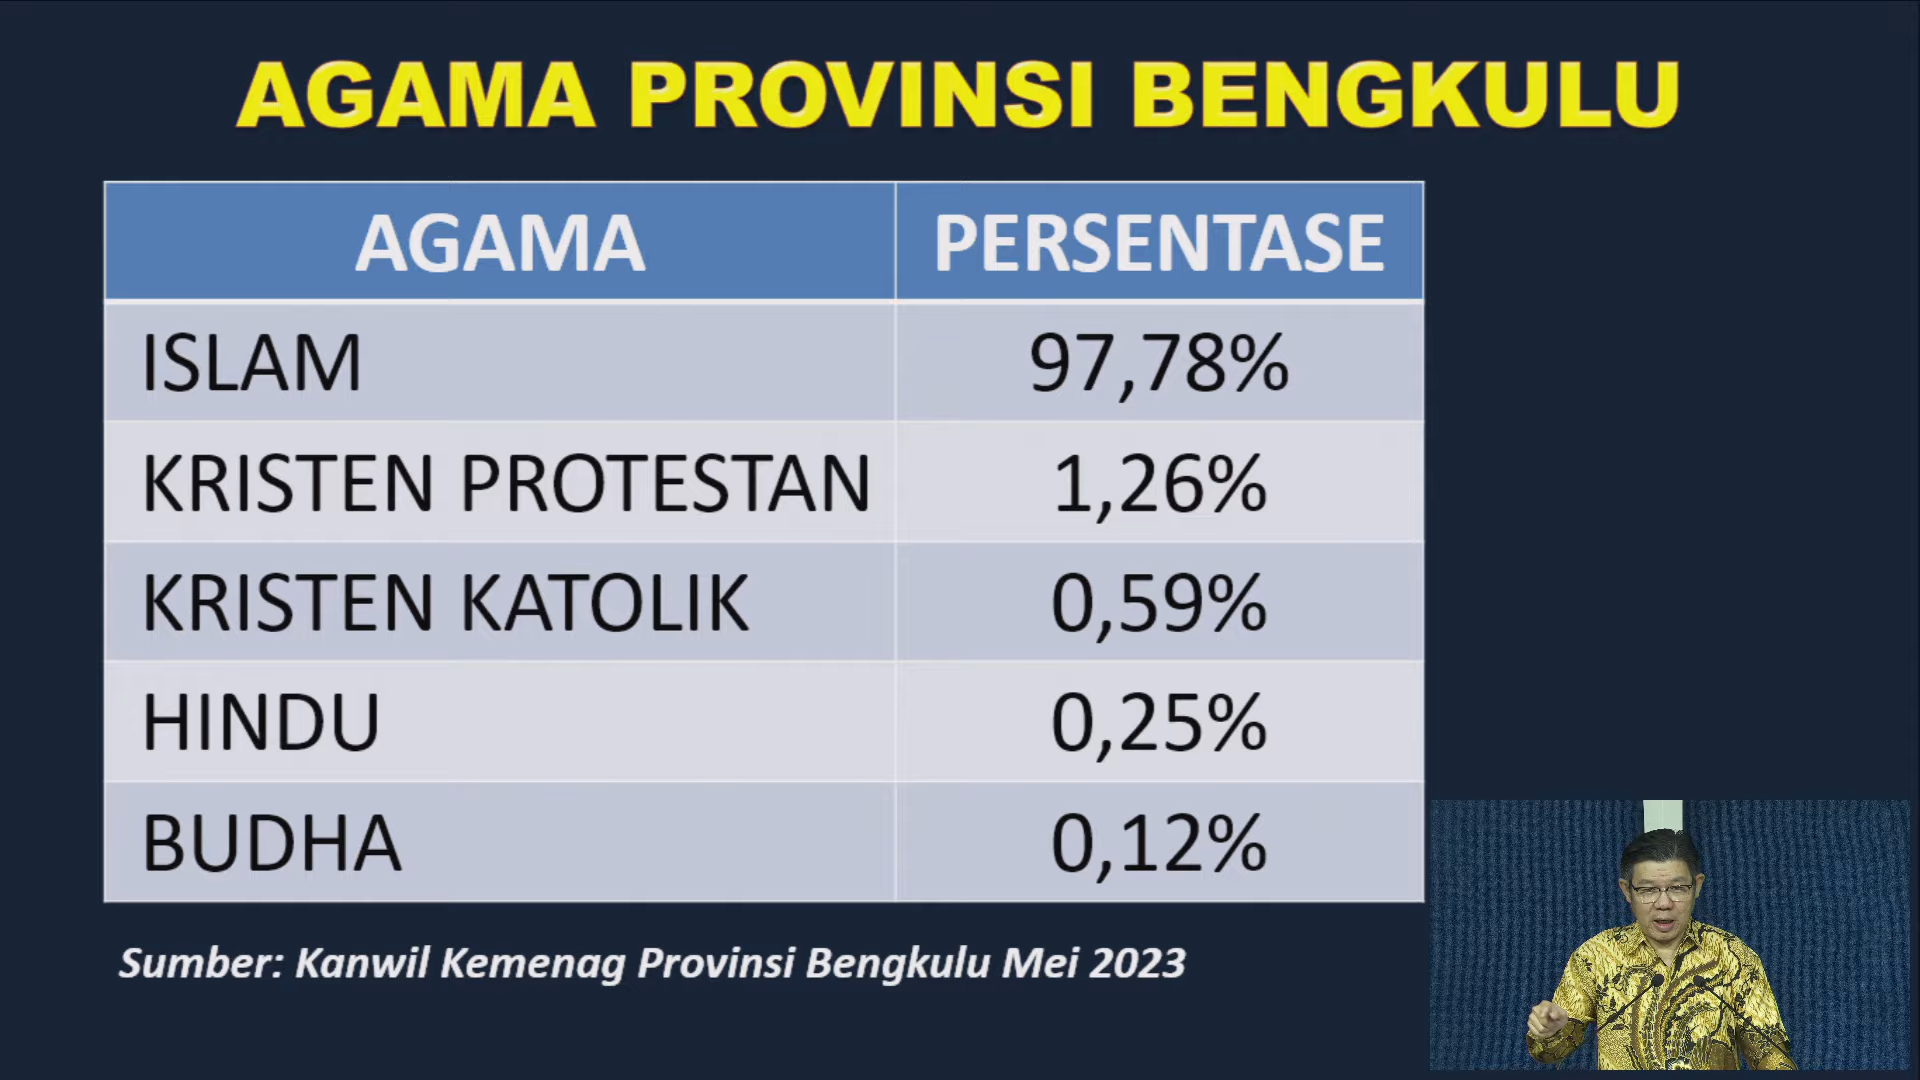 AGAMA PROVINSI BENGKULU
AGAMA PERSENTASE
ISLAM 97,78%
KRISTEN PROTESTAN 1,26%
KRISTEN KATOLIK 0,59%
HINDU 0,25%
BUDHA 0,12%
Sumber: Kanwil Kemenag Provinsi Bengkulu Mei 2023